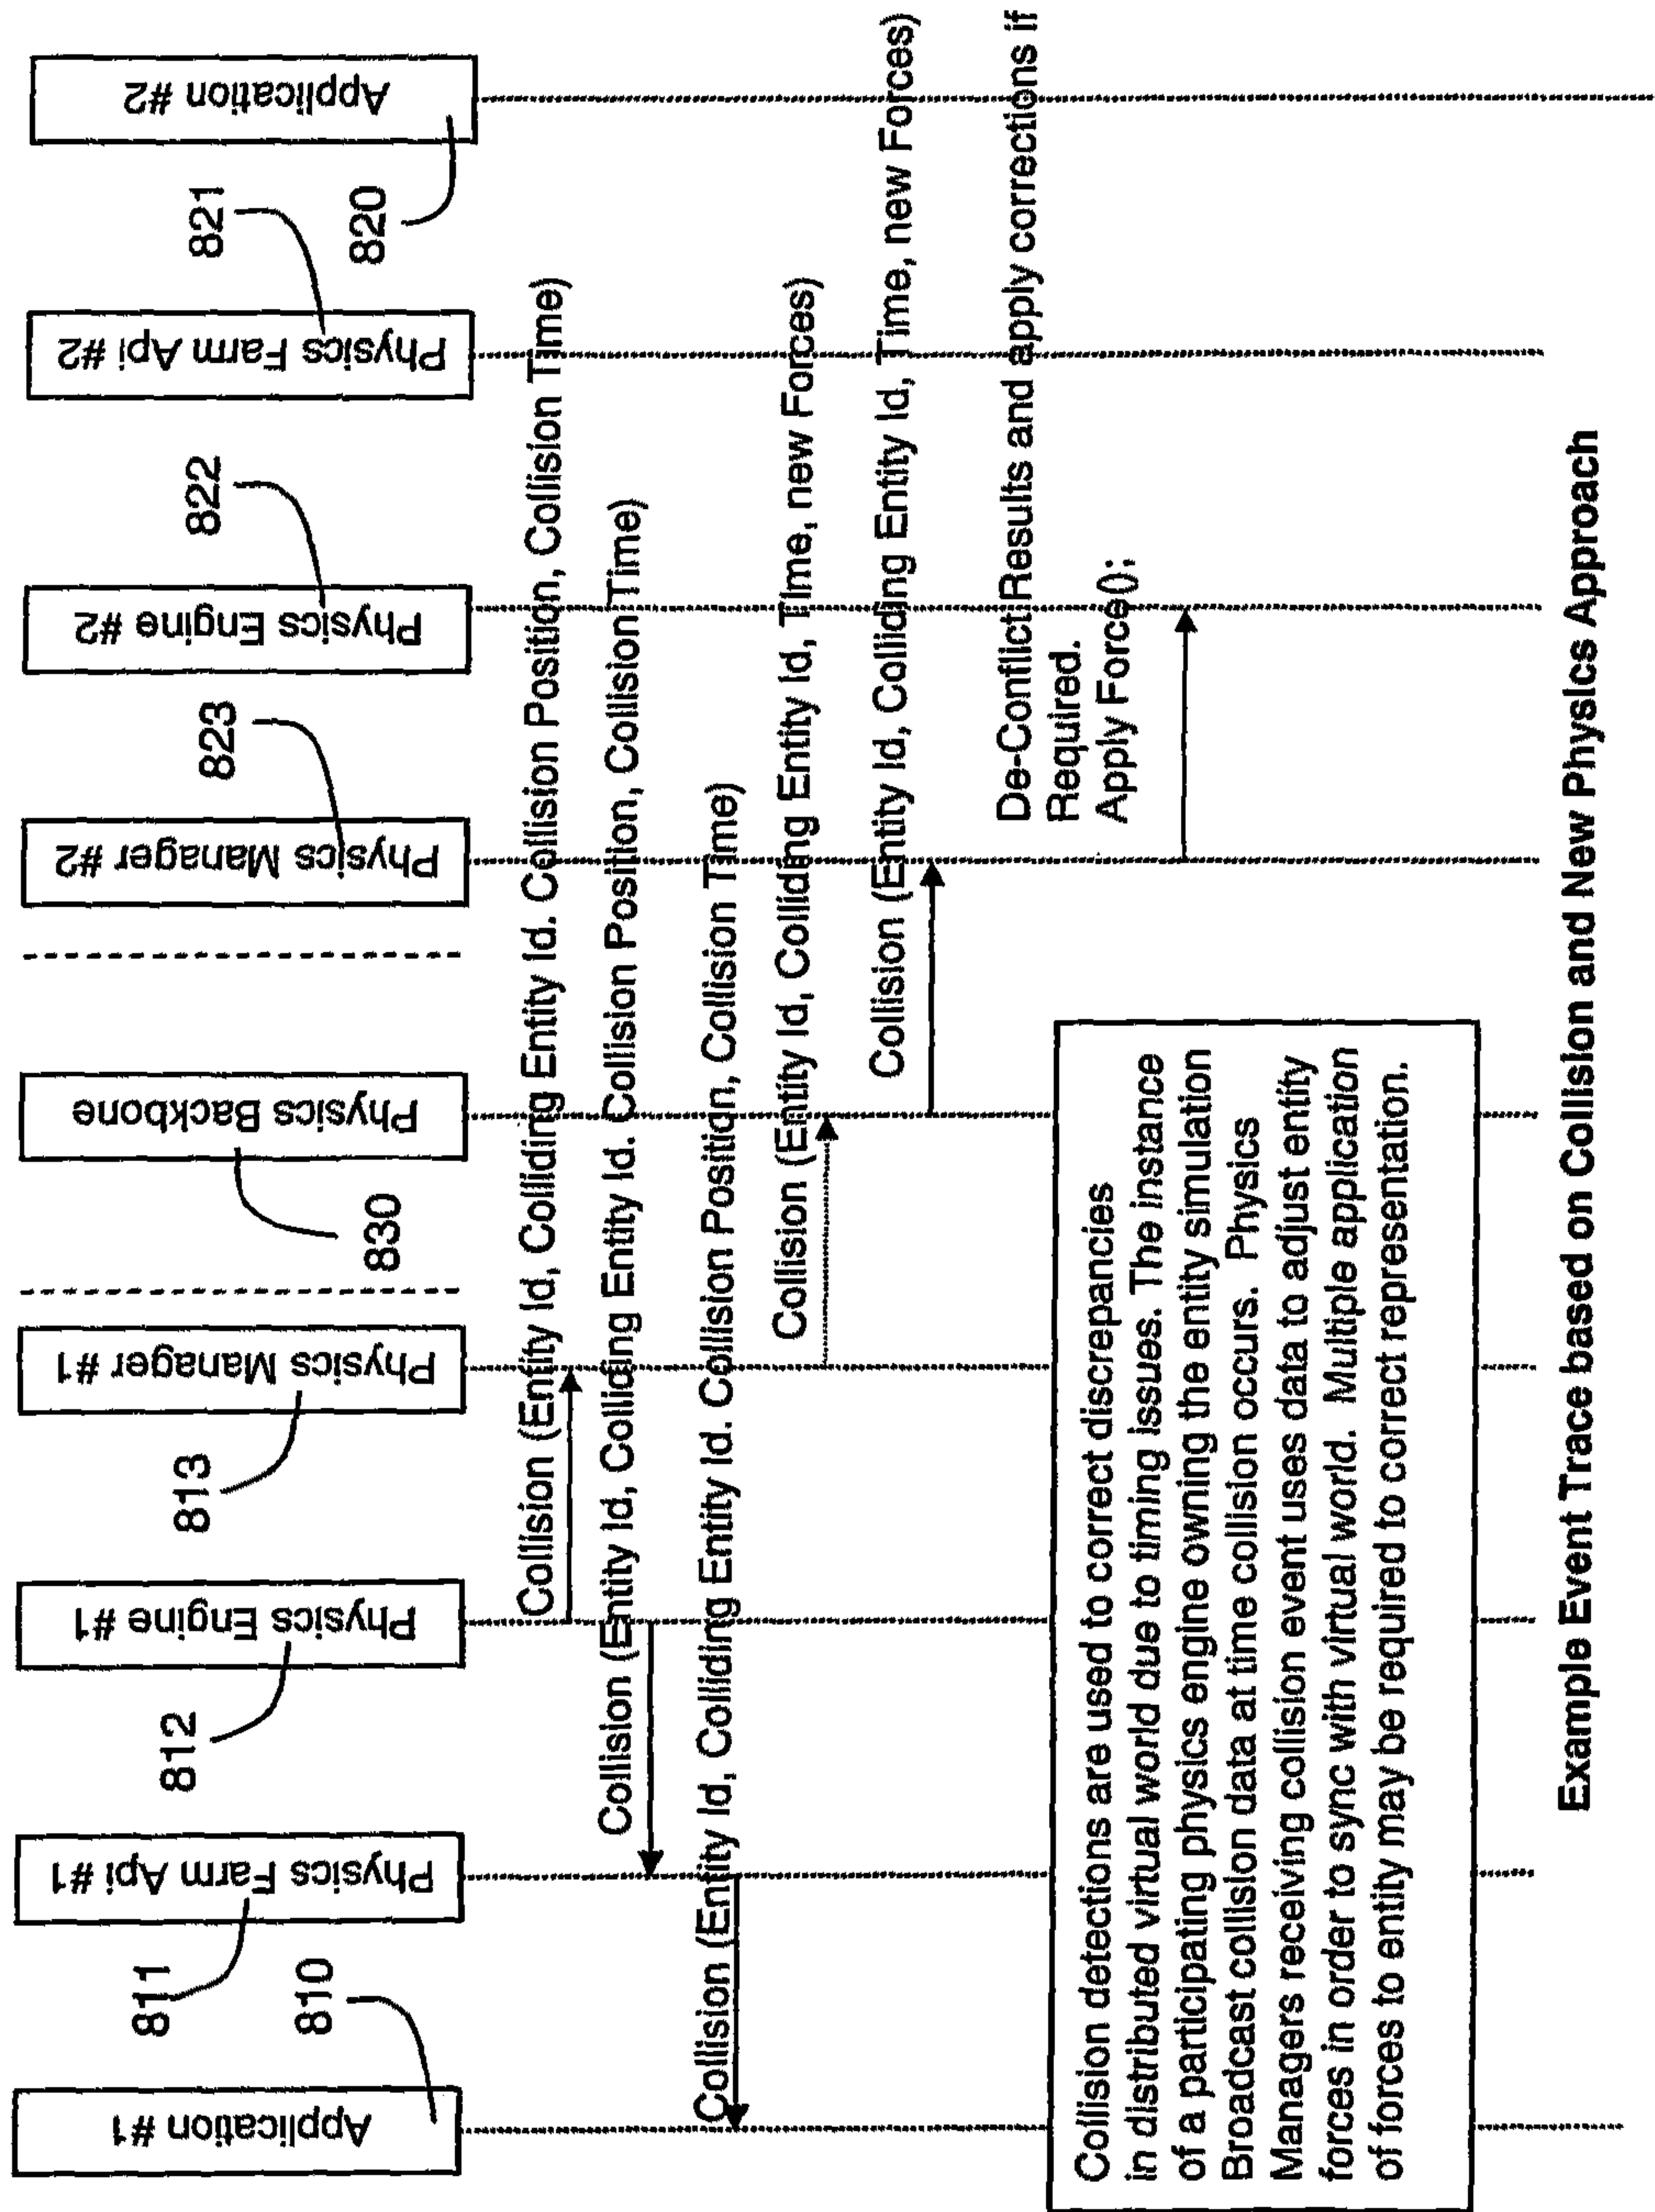 Application #1
Physics Farm Api #1
Physics Engine #1
Physics Manager #1
Physics Backbone
Physics Manager #2
Physics Engine #2
Physics Farm Api #2
Application #2
810
811
812
813
830
823
822
821
820
Collision (Entity Id, Colliding Entity Id. Collision Position, Collision Time)
Collision (Entity Id, Colliding Entity Id. Collision Position, Collision Time)
Collision (Entity Id, Colliding Entity Id. Collision Position, Collision Time)
Collision (Entity Id, Colliding Entity Id, Time, new Forces)
Collision (Entity Id, Colliding Entity Id, Time, new Forces)
De-Conflict Results and apply corrections if
Required.
Apply Force();
Collision detections are used to correct discrepancies
in distributed virtual world due to timing issues. The instance
of a participating physics engine owning the entity simulation
Broadcast collision data at time collision occurs. Physics
Managers receiving collision event uses data to adjust entity
forces in order to sync with virtual world. Multiple application
of forces to entity may be required to correct representation.
Example Event Trace based on Collision and New Physics Approach